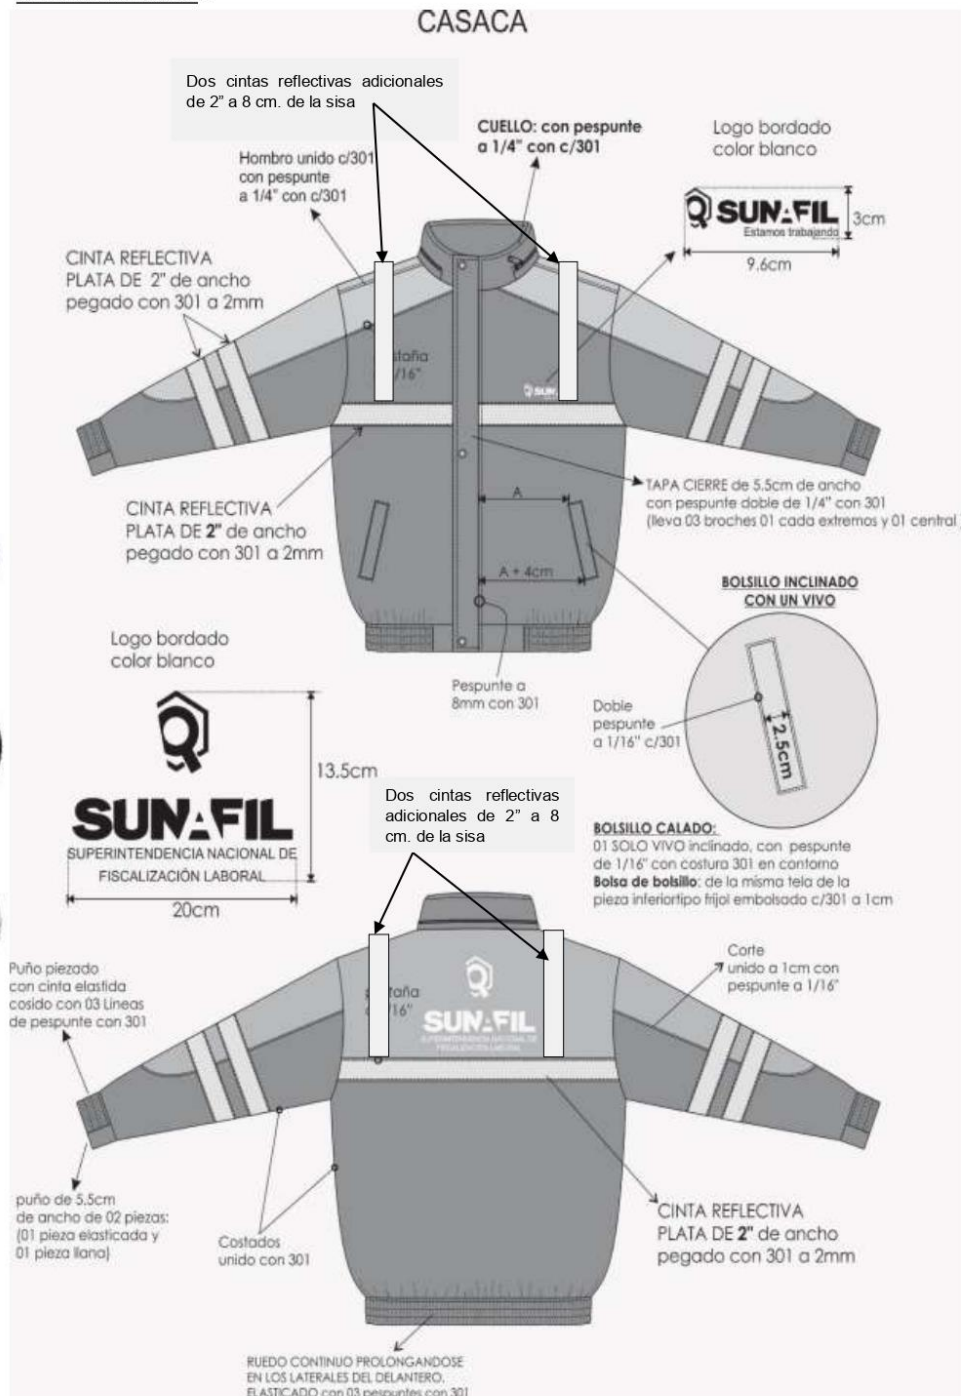 CASACA
Dos cintas reflectivas adicionales
de 2" a 8 cm. de la sisa
CUELLO: con pespunte
a 1/4" con c/301
Logo bordado
color blanco
Hombro unido c/301
con pespunte
a 1/4" con c/301
SUNAFIL
Estamos trabajando
3cm
9.6cm
CINTA REFLECTIVA
PLATA DE 2" de ancho
pegado con 301 a 2mm
staña
/16"
TAPA CIERRE de 5.5cm de ancho
con pespunte doble de 1/4" con 301
(lleva 03 broches 01 cada extremos y 01 central)
A
CINTA REFLECTIVA
PLATA DE 2" de ancho
pegado con 301 a 2mm
A + 4cm
BOLSILLO INCLINADO
CON UN VIVO
Logo bordado
color blanco
Pespunte a
8mm con 301
Doble
pespunte
a 1/16" c/301
2.5cm
13.5cm
SUNAFIL
SUPERINTENDENCIA NACIONAL DE
FISCALIZACIÓN LABORAL
20cm
Dos cintas reflectivas
adicionales de 2" a 8
cm. de la sisa
BOLSILLO CALADO:
01 SOLO VIVO inclinado, con pespunte
de 1/16" con costura 301 en contorno
Bolsa de bolsillo: de la misma tela de la
pieza inferiortipo frijol embolsado c/301 a 1cm
Puño piezado
con cinta elastida
cosido con 03 Lineas
de pespunte con 301
taña
/16"
SUNAFIL
SUPERINTENDENCIA NACIONAL DE
FISCALIZACIÓN LABORAL
Corte
unido a 1cm con
pespunte a 1/16"
puño de 5.5cm
de ancho de 02 piezas:
(01 pieza elasticada y
01 pieza llana)
Costados
unido con 301
CINTA REFLECTIVA
PLATA DE 2" de ancho
pegado con 301 a 2mm
RUEDO CONTINUO PROLONGANDOSE
EN LOS LATERALES DEL DELANTERO.
ELASTICADO con 03 pespuntes con 301